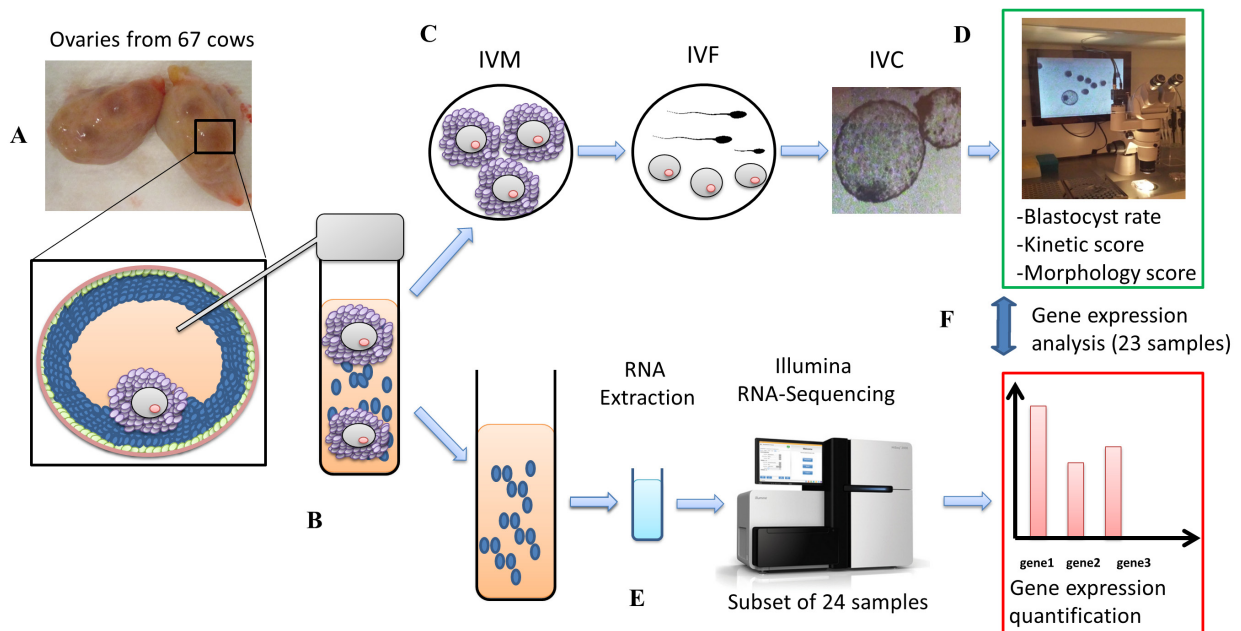 Ovaries from 67 cows
A
C
IVM
IVF
IVC
D
-Blastocyst rate
-Kinetic score
-Morphology score
F
Gene expression
analysis (23 samples)
B
RNA
Extraction
Illumina
RNA-Sequencing
E
Subset of 24 samples
gene1 gene2 gene3
Gene expression
quantification